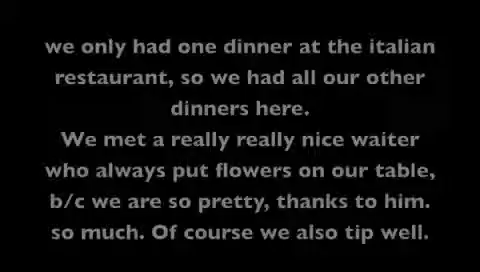 we only had one dinner at the italian
restaurant, so we had all our other
dinners here.
We met a really really nice waiter
who always put flowers on our table,
b/c we are so pretty, thanks to him.
so much. Of course we also tip well.